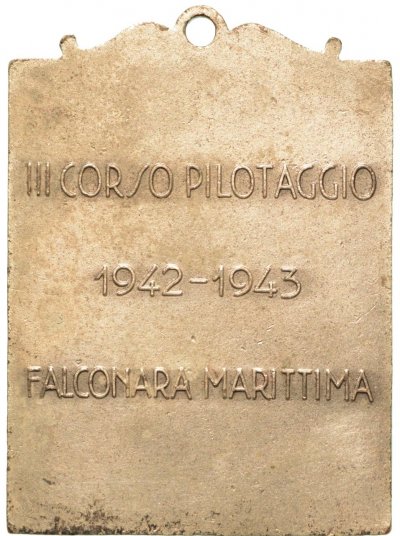 III CORSO PILOTAGGIO
1942-1943
FALCONARA MARITTIMA